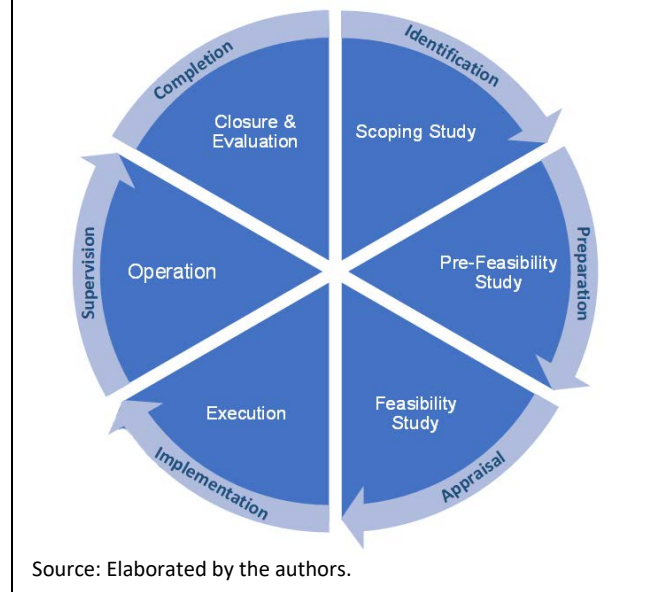 Identification
Scoping Study
Preparation
Pre-Feasibility
Study
Appraisal
Feasibility
Study
Implementation
Execution
Supervision
Operation
Completion
Closure &
Evaluation
Source: Elaborated by the authors.